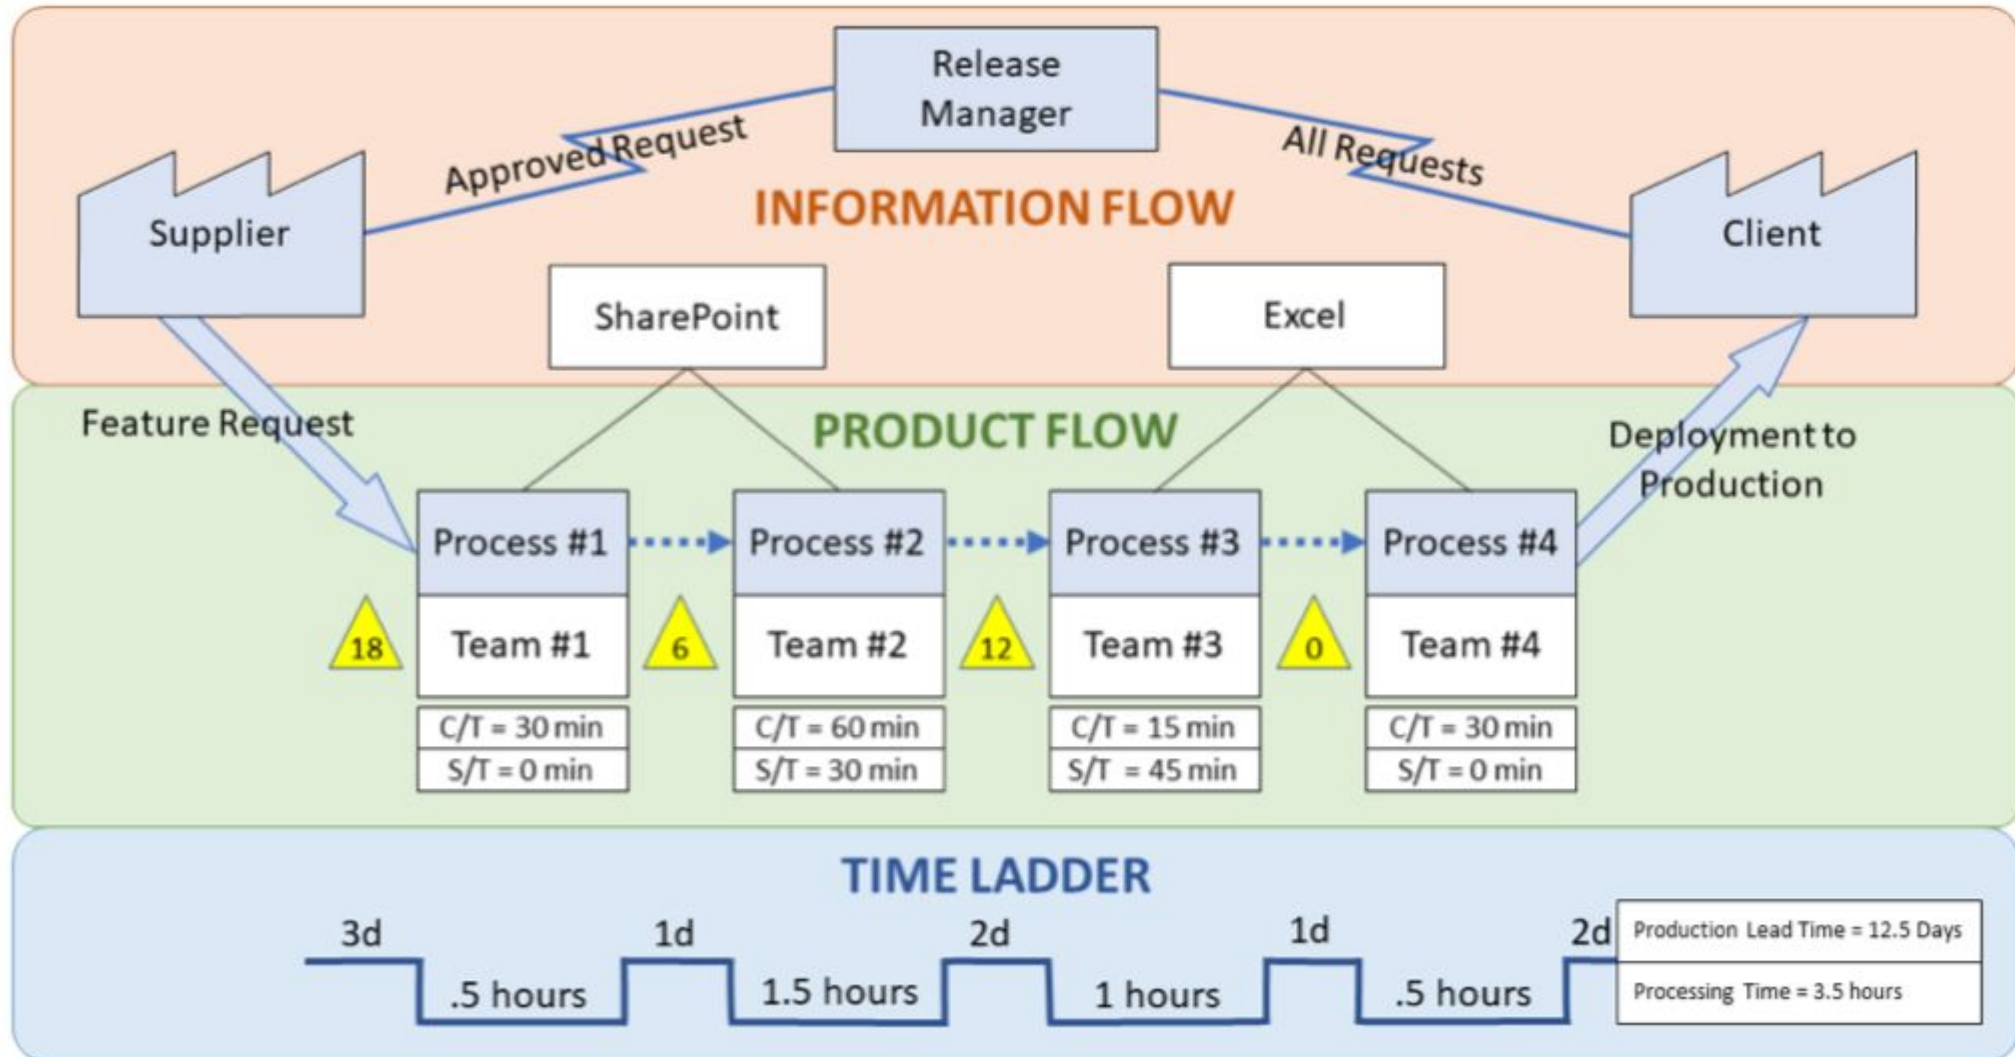 Release
Manager
Approved Request
All Requests
INFORMATION FLOW
Supplier
Client
SharePoint
Excel
Feature Request
PRODUCT FLOW
Deployment to
Production
Process #1
Process #2
Process #3
Process #4
18
Team #1
6
Team #2
12
Team #3
0
Team #4
C/T = 30 min
S/T = 0 min
C/T = 60 min
S/T = 30 min
C/T = 15 min
S/T = 45 min
C/T = 30 min
S/T = 0 min
TIME LADDER
3d
1d
2d
1d
2d
.5 hours
1.5 hours
1 hours
.5 hours
Production Lead Time = 12.5 Days
Processing Time = 3.5 hours